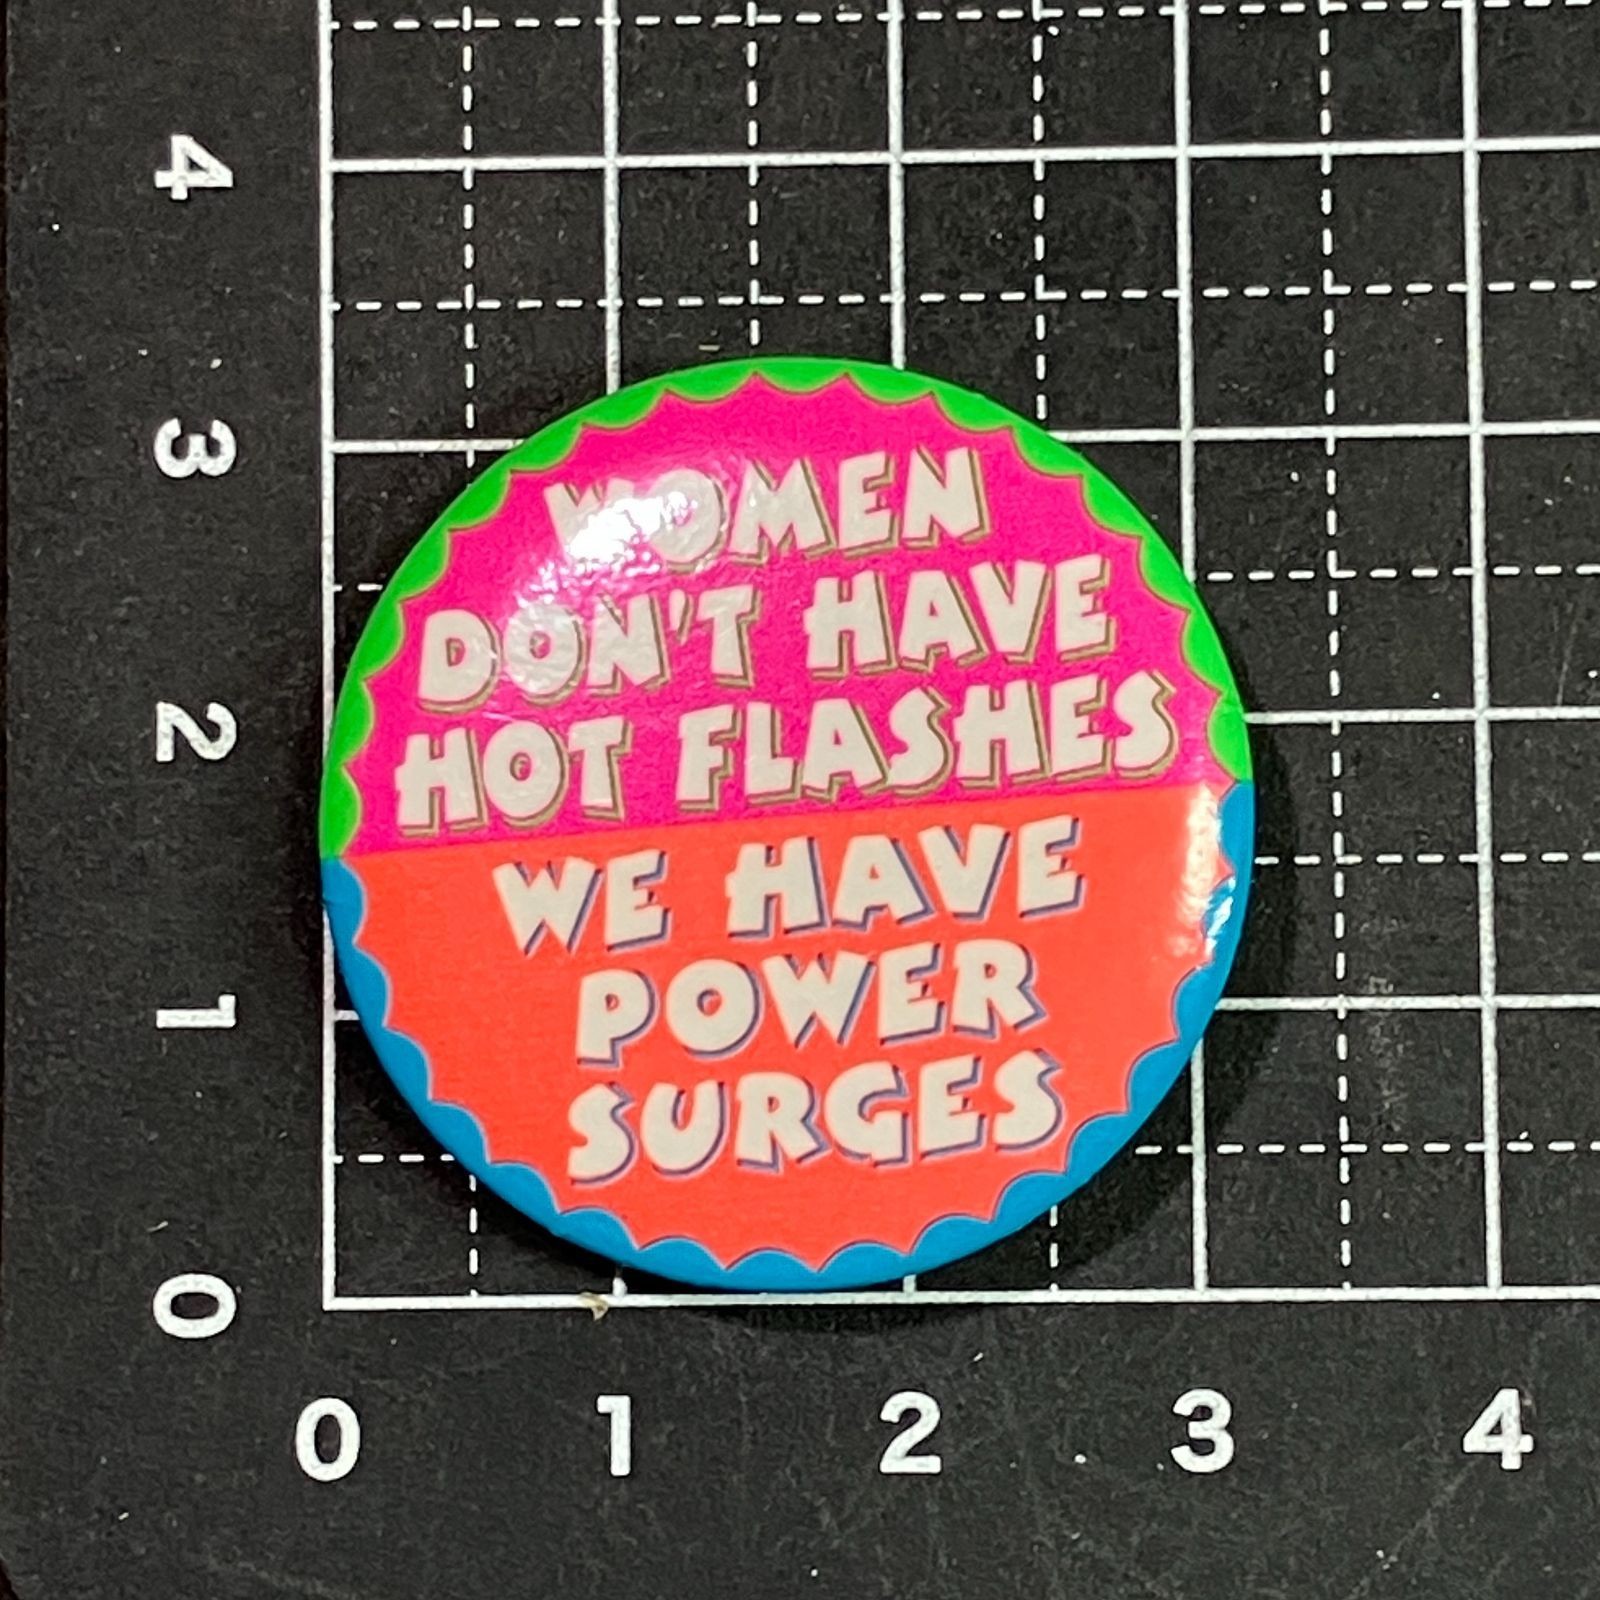 4
3
2
1
0
WOMEN
DON'T HAVE
HOT FLASHES
WE HAVE
POWER
SURGES
0 1 2 3 4